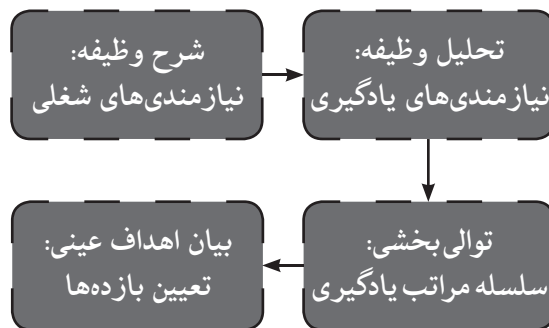 شرح وظیفه:
نیازمندی‌های شغلی
تحلیل وظیفه:
نیازمندی‌های یادگیری
توالی‌بخشی:
سلسله مراتب یادگیری
بیان اهداف عینی:
تعیین بازده‌ها